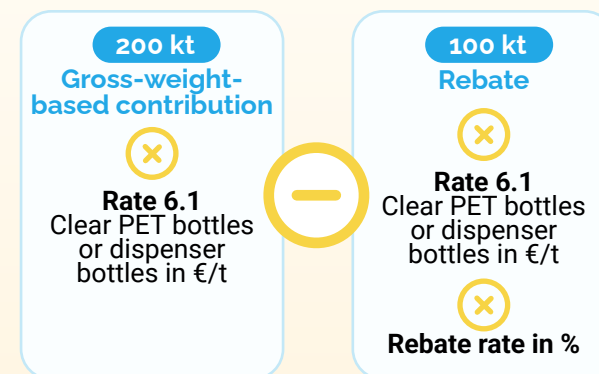 200 kt
Gross-weight-
based contribution
Rate 6.1
Clear PET bottles
or dispenser
bottles in €/t
100 kt
Rebate
Rate 6.1
Clear PET bottles
or dispenser
bottles in €/t
Rebate rate in %